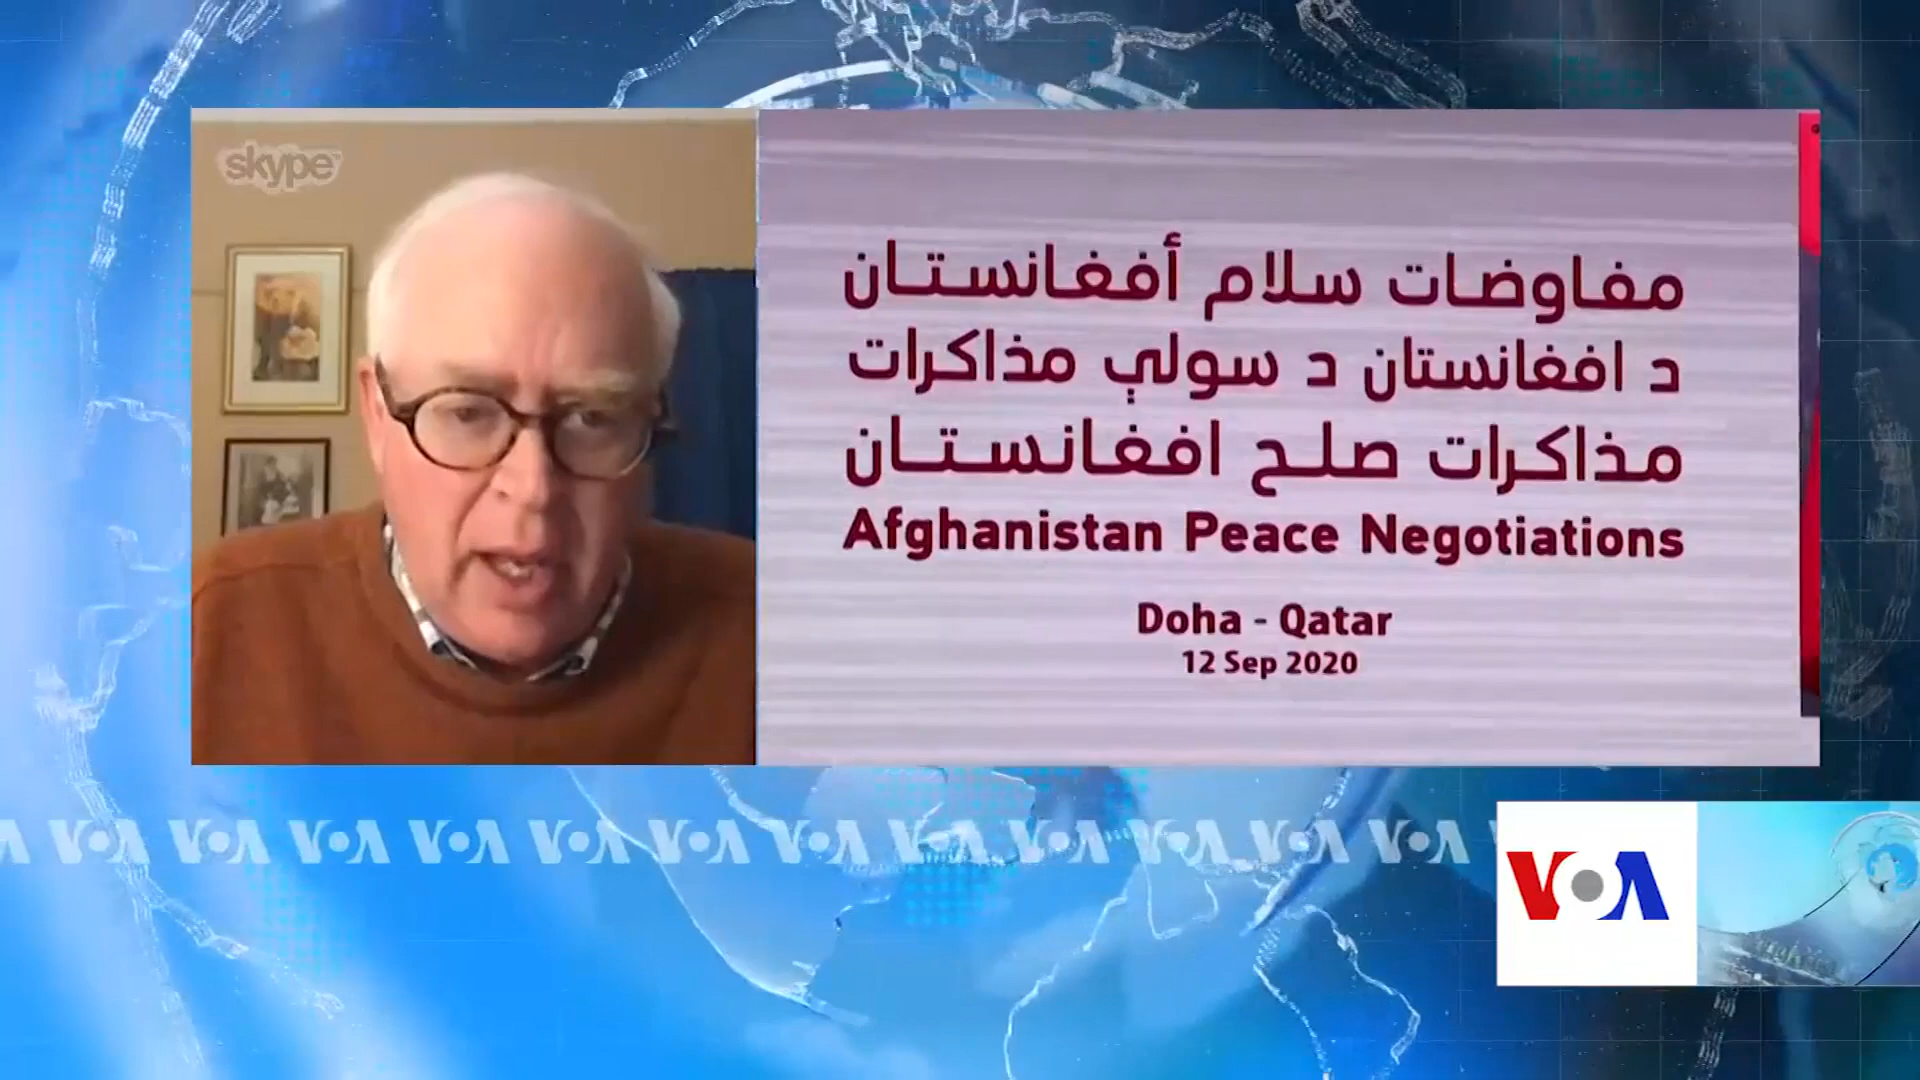 skype
مفاوضات سلام أفغانستان
د افغانستان د سولې مذاکرات
مذاکرات صلح افغانستان
Afghanistan Peace Negotiations
Doha - Qatar
12 Sep 2020
VOA VOA VOA VOA VOA VOA VOA VOA VOA VOA VOA VOA
VOA